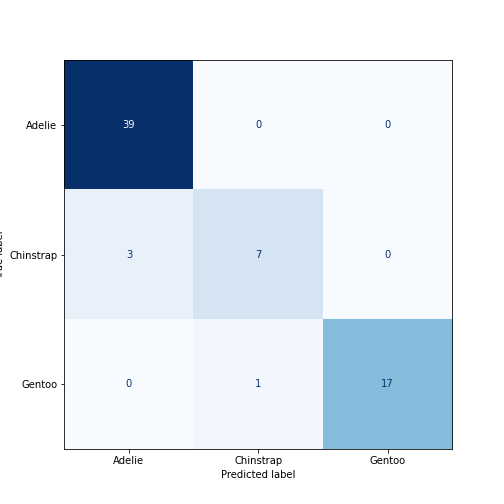 Adelie 39 0 0
Chinstrap 3 7 0
Gentoo 0 1 17
Adelie Chinstrap Gentoo
Predicted label